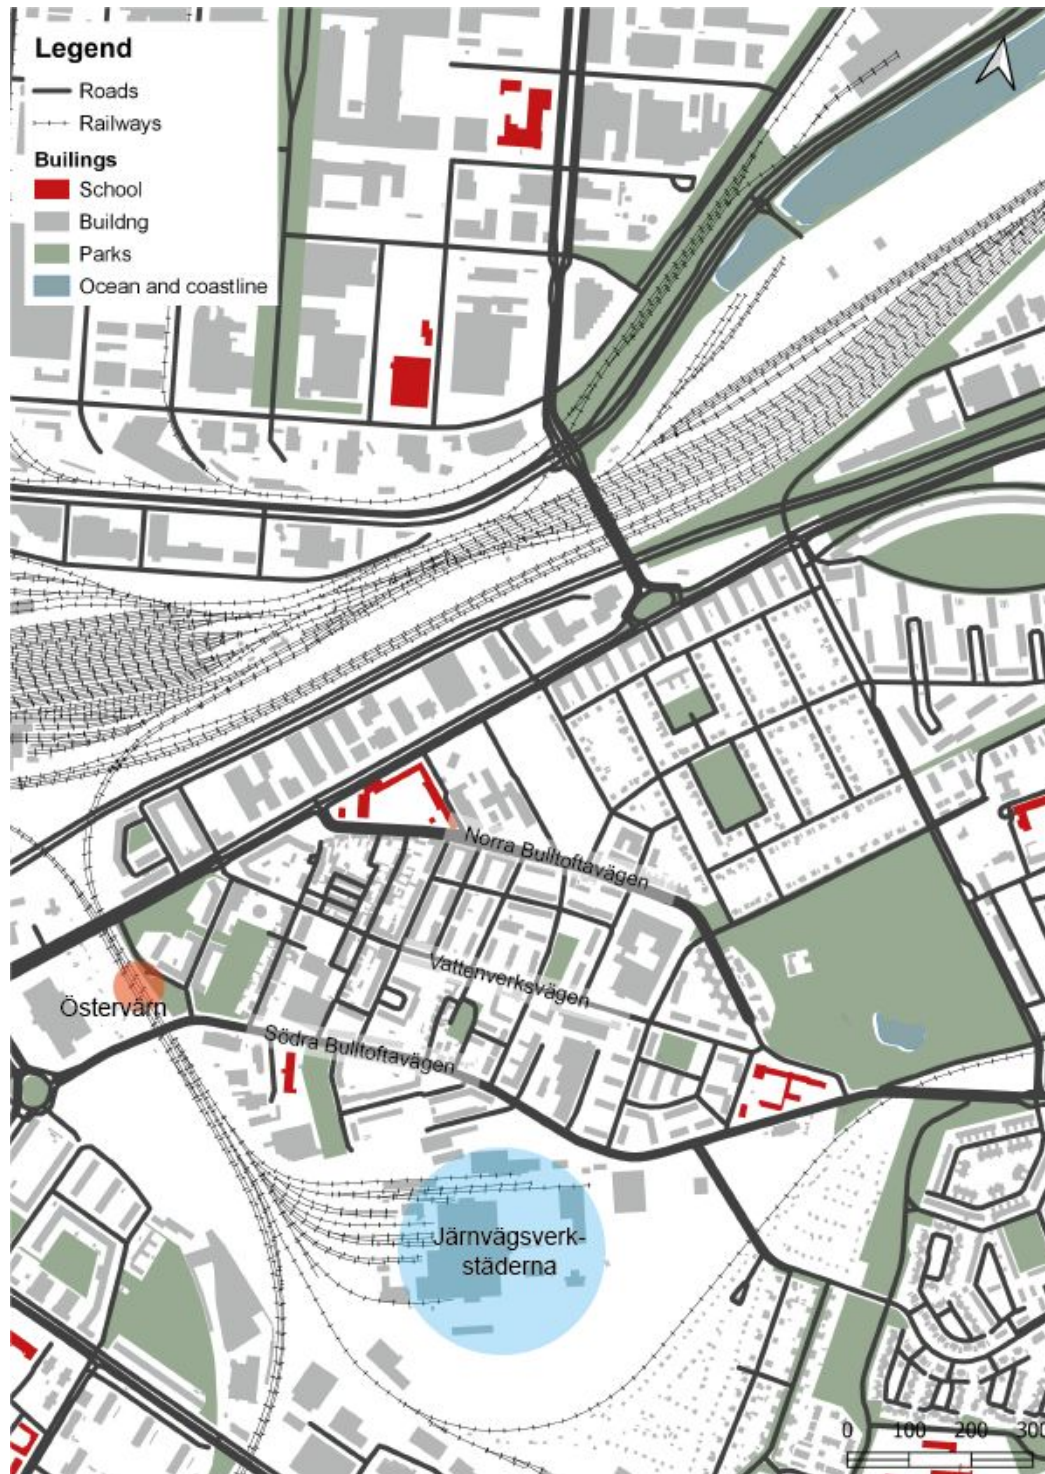 Legend
Roads
Railways
Builings
School
Buildng
Parks
Ocean and coastline
Norra Bulltoftavägen
Vattenverksvägen
Östervärn
Södra Bulltoftavägen
Järnvägsverk-
städerna
0 100 200 300